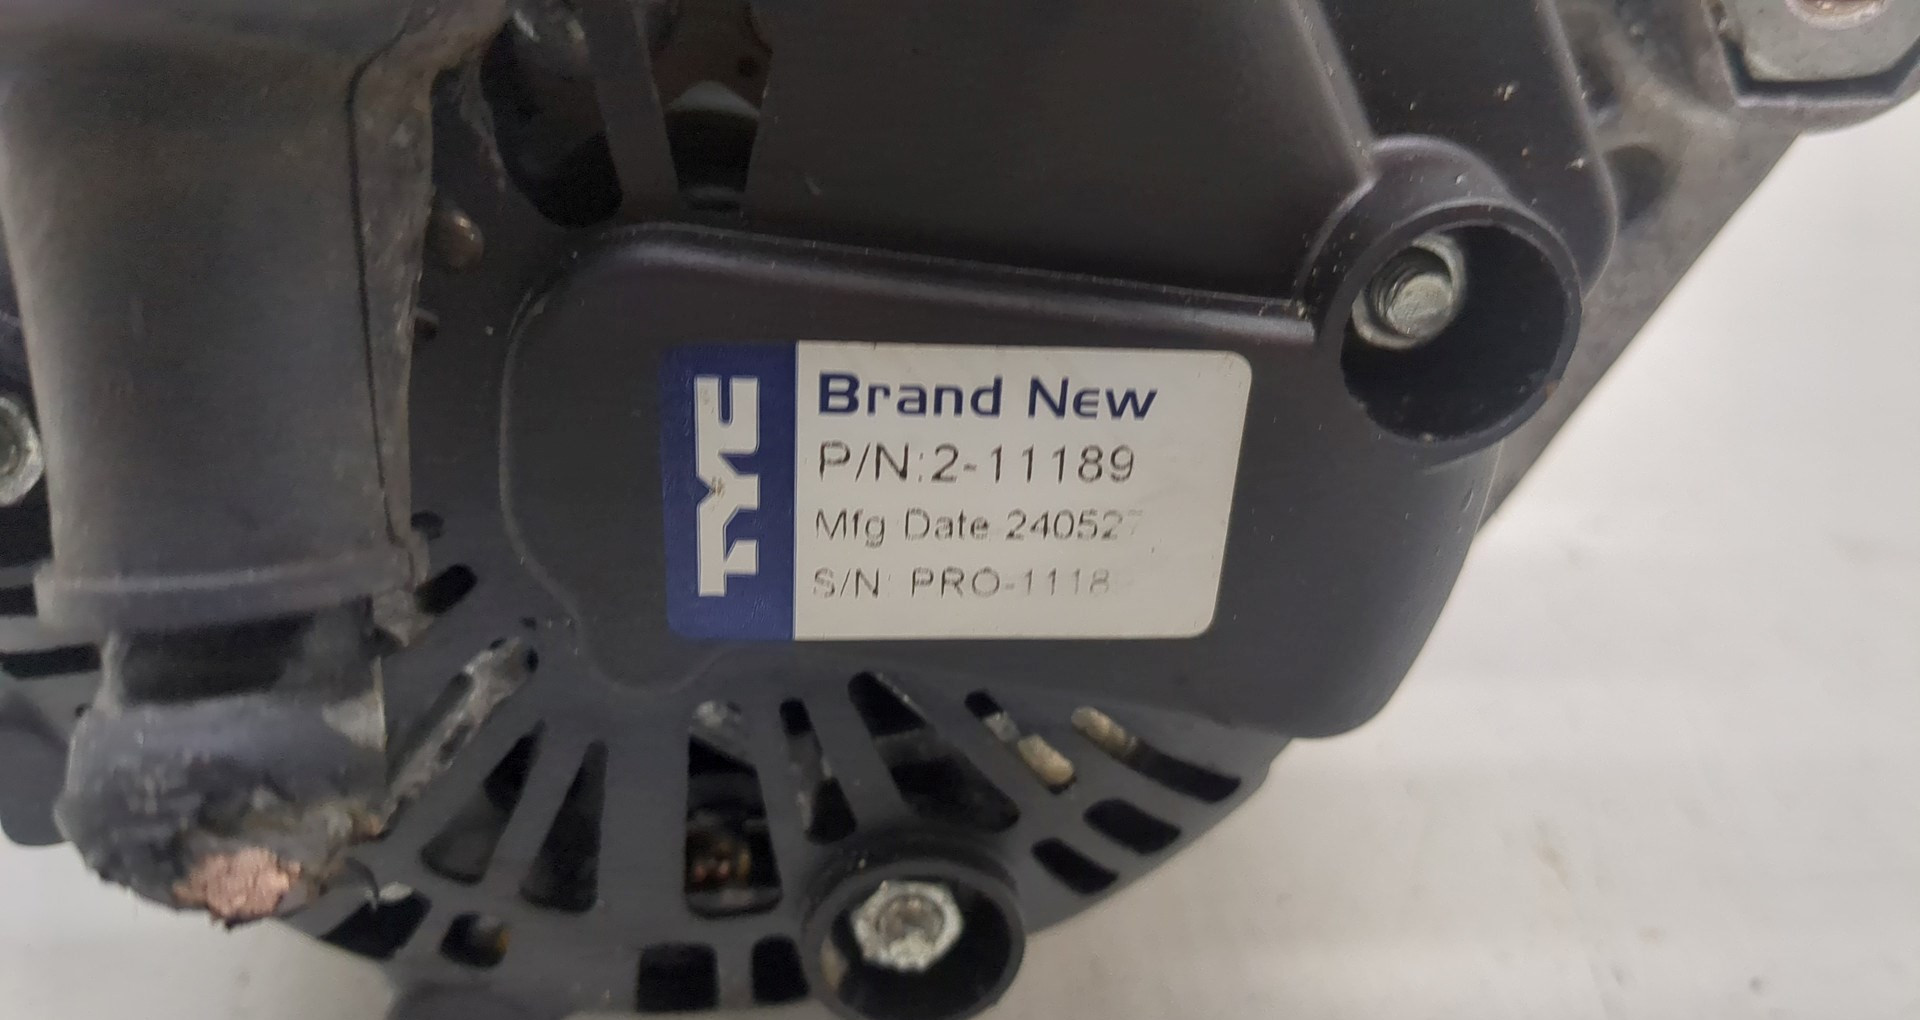 TYC
Brand New
P/N:2-11189
Mfg Date 240527
S/N: PRO-1118